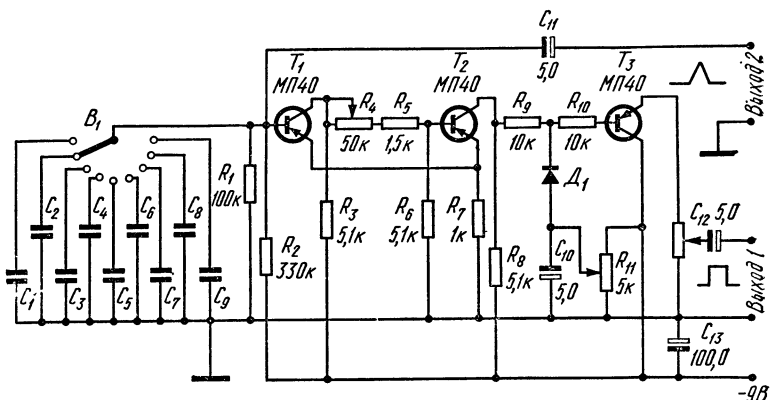 C₁₁
5,0
T₁
МП40
T₂
МП40
T₃
МП40
Выход 2
B₁
R₄
50к
R₅
1,5к
R₉
10к
R₁₀
10к
R₁
100к
Д₁
C₂
C₄
C₆
C₈
R₃
5,1к
R₆
5,1к
R₇
1к
C₁₂ 5,0
R₂
330к
R₈
5,1к
C₁₀
5,0
R₁₁
5к
C₁
C₃
C₅
C₇
C₉
Выход 1
C₁₃
100,0
-9В